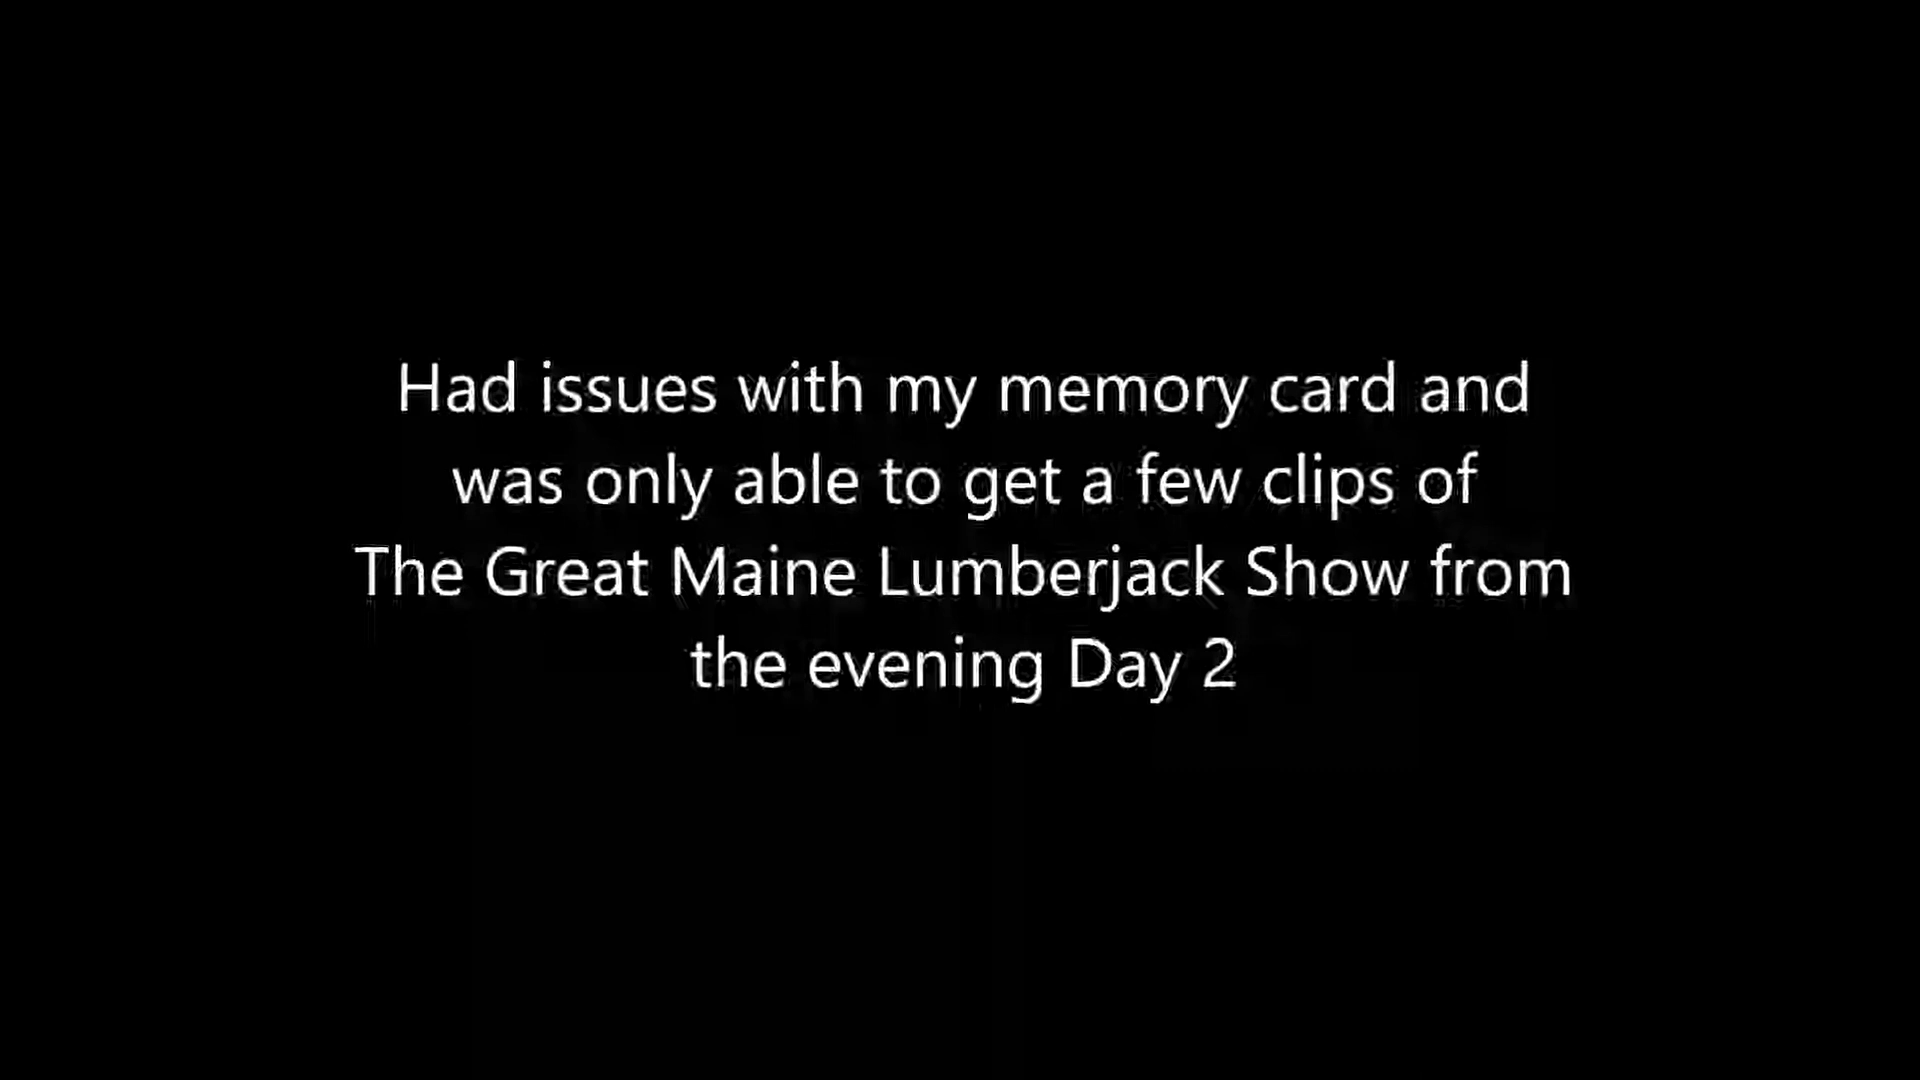 Had issues with my memory card and
was only able to get a few clips of
The Great Maine Lumberjack Show from
the evening Day 2